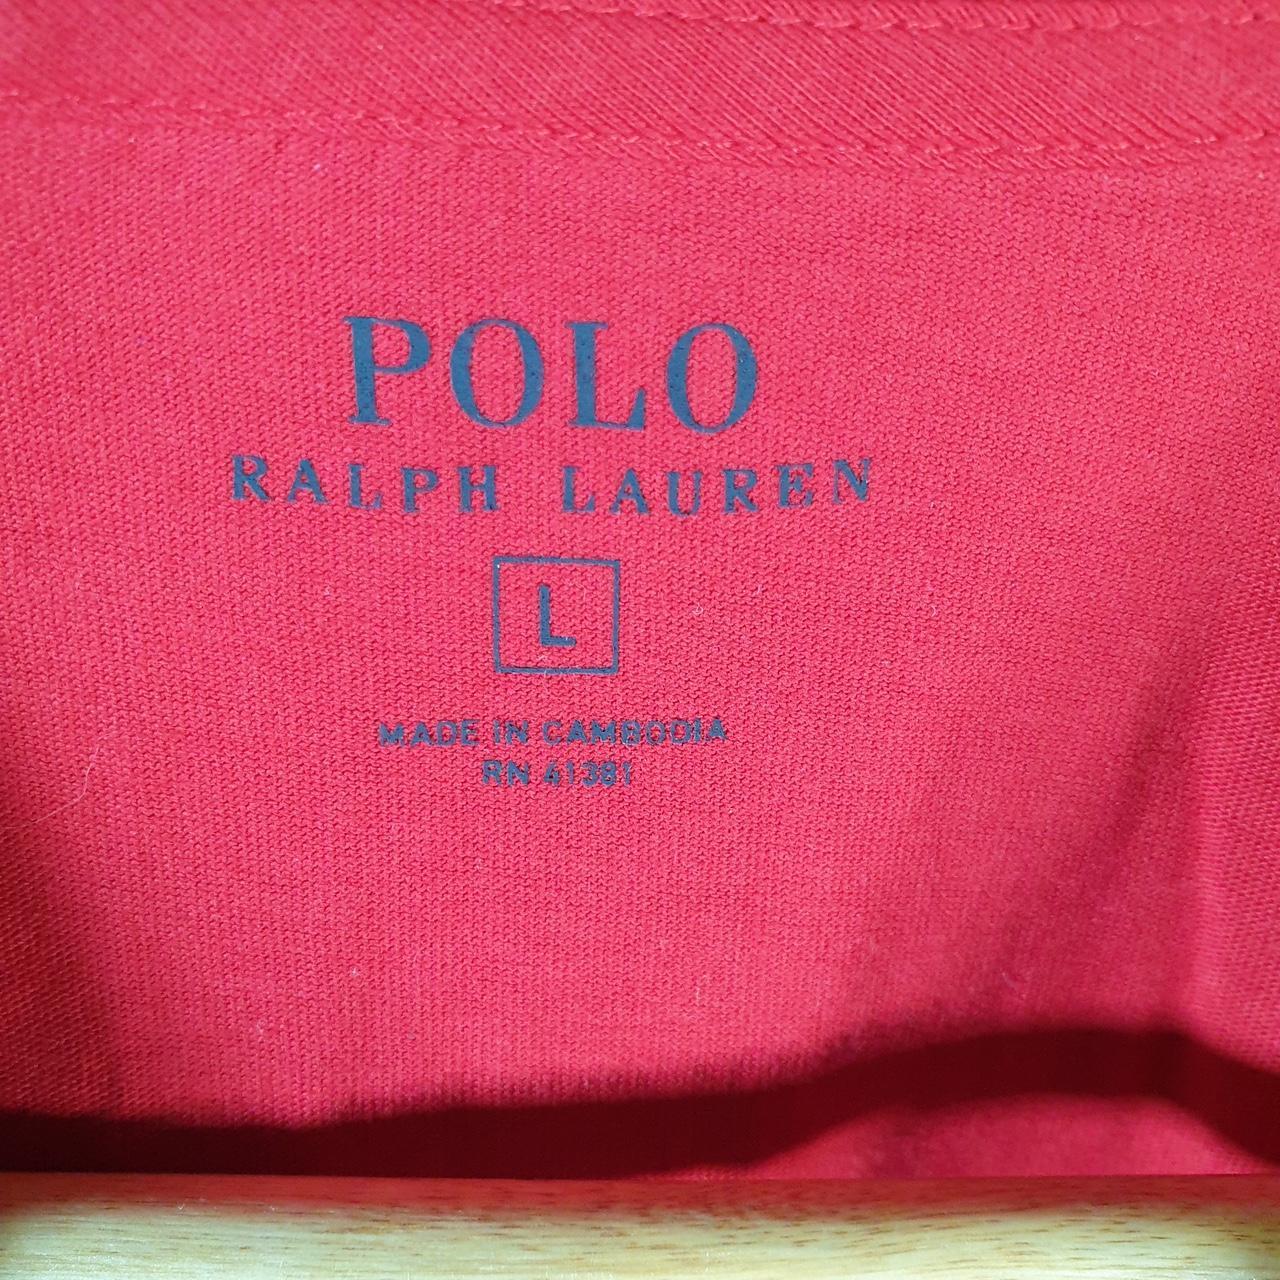 POLO
RALPH LAUREN
L
MADE IN CAMBODIA
RN 41381